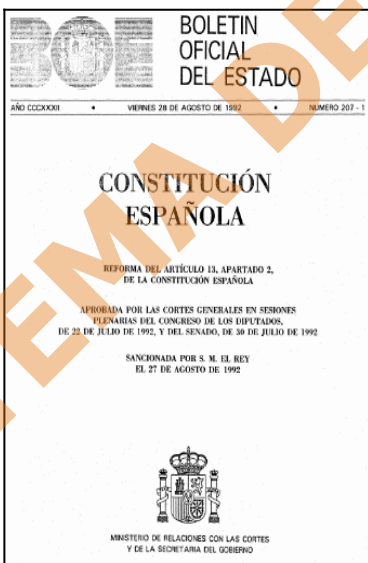 BOE
BOLETIN
OFICIAL
DEL ESTADO
AÑO CCCXXXII • VIERNES 28 DE AGOSTO DE 1992 • NUMERO 207 - 1
CONSTITUCIÓN
ESPAÑOLA
REFORMA DEL ARTÍCULO 13, APARTADO 2,
DE LA CONSTITUCIÓN ESPAÑOLA
APROBADA POR LAS CORTES GENERALES EN SESIONES
PLENARIAS DEL CONGRESO DE LOS DIPUTADOS,
DE 22 DE JULIO DE 1992, Y DEL SENADO, DE 30 DE JULIO DE 1992
SANCIONADA POR S. M. EL REY
EL 27 DE AGOSTO DE 1992
MINISTERIO DE RELACIONES CON LAS CORTES
Y DE LA SECRETARIA DEL GOBIERNO
TEMA DE